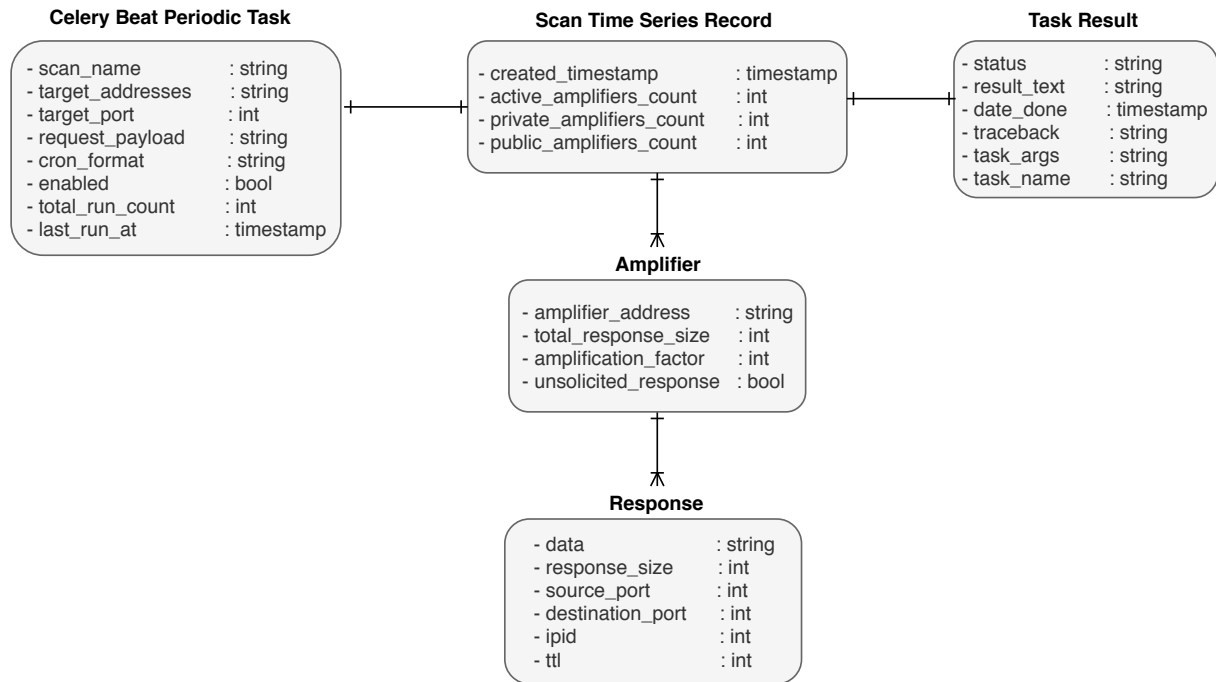 Celery Beat Periodic Task
- scan_name : string
- target_addresses : string
- target_port : int
- request_payload : string
- cron_format : string
- enabled : bool
- total_run_count : int
- last_run_at : timestamp
Scan Time Series Record
- created_timestamp : timestamp
- active_amplifiers_count : int
- private_amplifiers_count : int
- public_amplifiers_count : int
Task Result
- status : string
- result_text : string
- date_done : timestamp
- traceback : string
- task_args : string
- task_name : string
Amplifier
- amplifier_address : string
- total_response_size : int
- amplification_factor : int
- unsolicited_response : bool
Response
- data : string
- response_size : int
- source_port : int
- destination_port : int
- ipid : int
- ttl : int